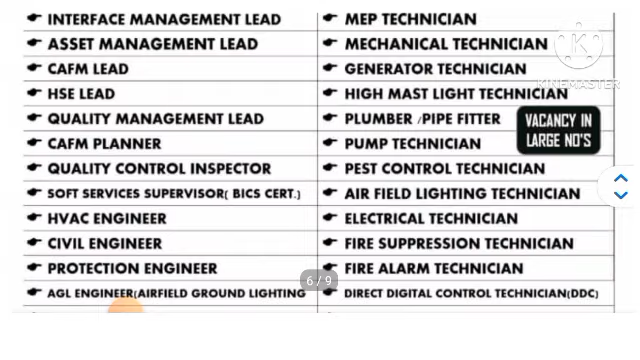 INTERFACE MANAGEMENT LEAD
ASSET MANAGEMENT LEAD
CAFM LEAD
HSE LEAD
QUALITY MANAGEMENT LEAD
CAFM PLANNER
QUALITY CONTROL INSPECTOR
SOFT SERVICES SUPERVISOR( BICS CERT.)
HVAC ENGINEER
CIVIL ENGINEER
PROTECTION ENGINEER
AGL ENGINEER(AIRFIELD GROUND LIGHTING
MEP TECHNICIAN
MECHANICAL TECHNICIAN
GENERATOR TECHNICIAN
HIGH MAST LIGHT TECHNICIAN
PLUMBER /PIPE FITTER
PUMP TECHNICIAN
PEST CONTROL TECHNICIAN
AIR FIELD LIGHTING TECHNICIAN
ELECTRICAL TECHNICIAN
FIRE SUPPRESSION TECHNICIAN
FIRE ALARM TECHNICIAN
DIRECT DIGITAL CONTROL TECHNICIAN(DDC)
VACANCY IN
LARGE NO'S
K
KINEMASTER
6 / 9